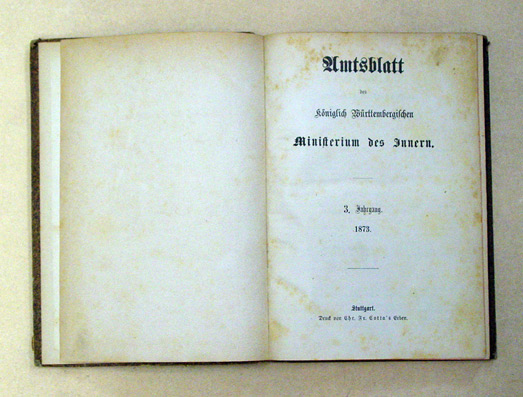 Amtsblatt
des
Königlich Württembergischen
Ministerium des Innern.
3. Jahrgang.
1873.
Stuttgart.
Druck von Chr. Fr. Cotta's Erben.